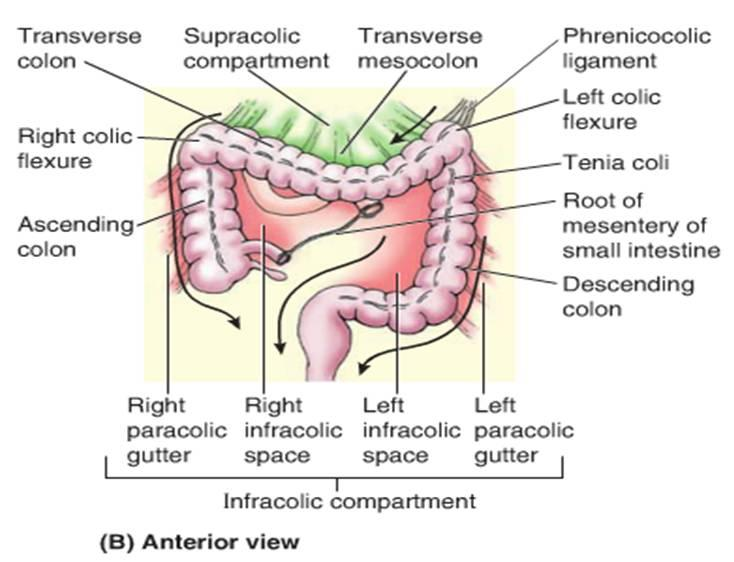 Transverse
colon
Supracolic
compartment
Transverse
mesocolon
Phrenicocolic
ligament
Left colic
flexure
Right colic
flexure
Tenia coli
Root of
mesentery of
small intestine
Ascending
colon
Descending
colon
Right
paracolic
gutter
Right
infracolic
space
Left
infracolic
space
Left
paracolic
gutter
Infracolic compartment
(B) Anterior view